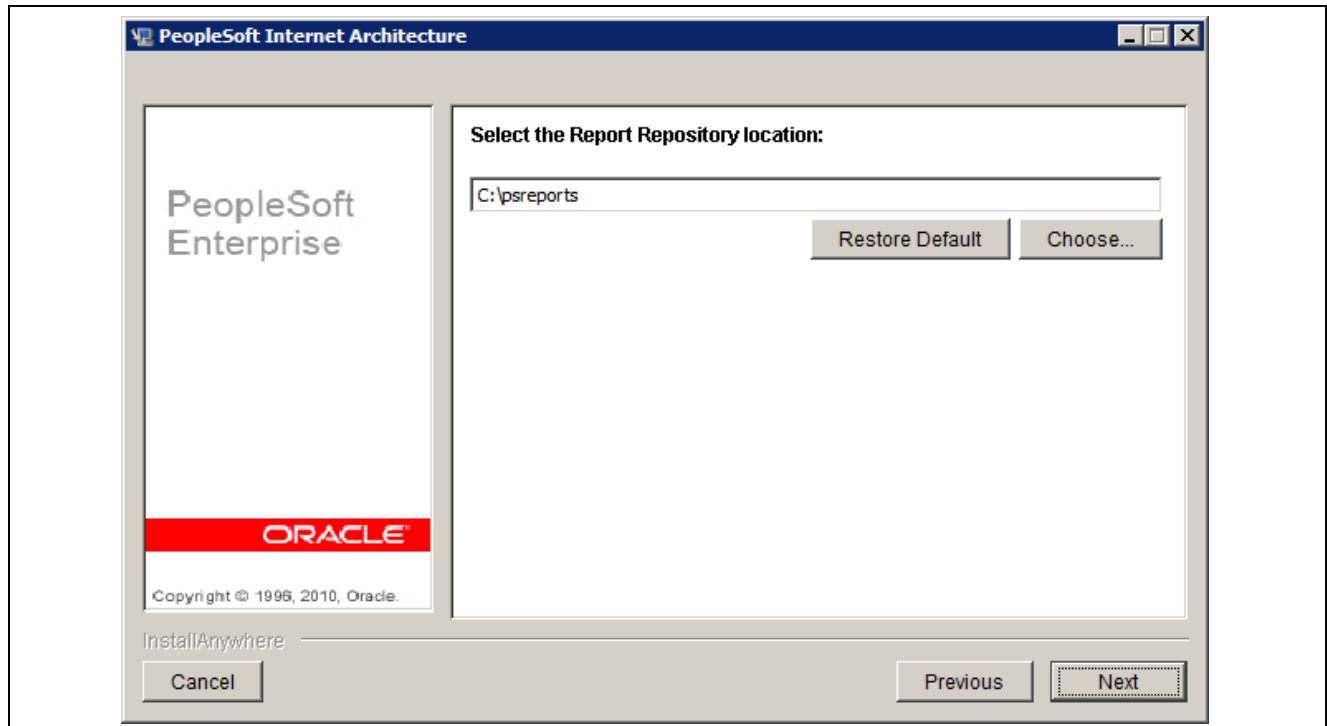 PeopleSoft Internet Architecture
PeopleSoft
Enterprise
ORACLE
Copyright © 1996, 2010, Oracle.
Select the Report Repository location:
C:\psreports
Restore Default
Choose...
InstallAnywhere
Cancel
Previous
Next